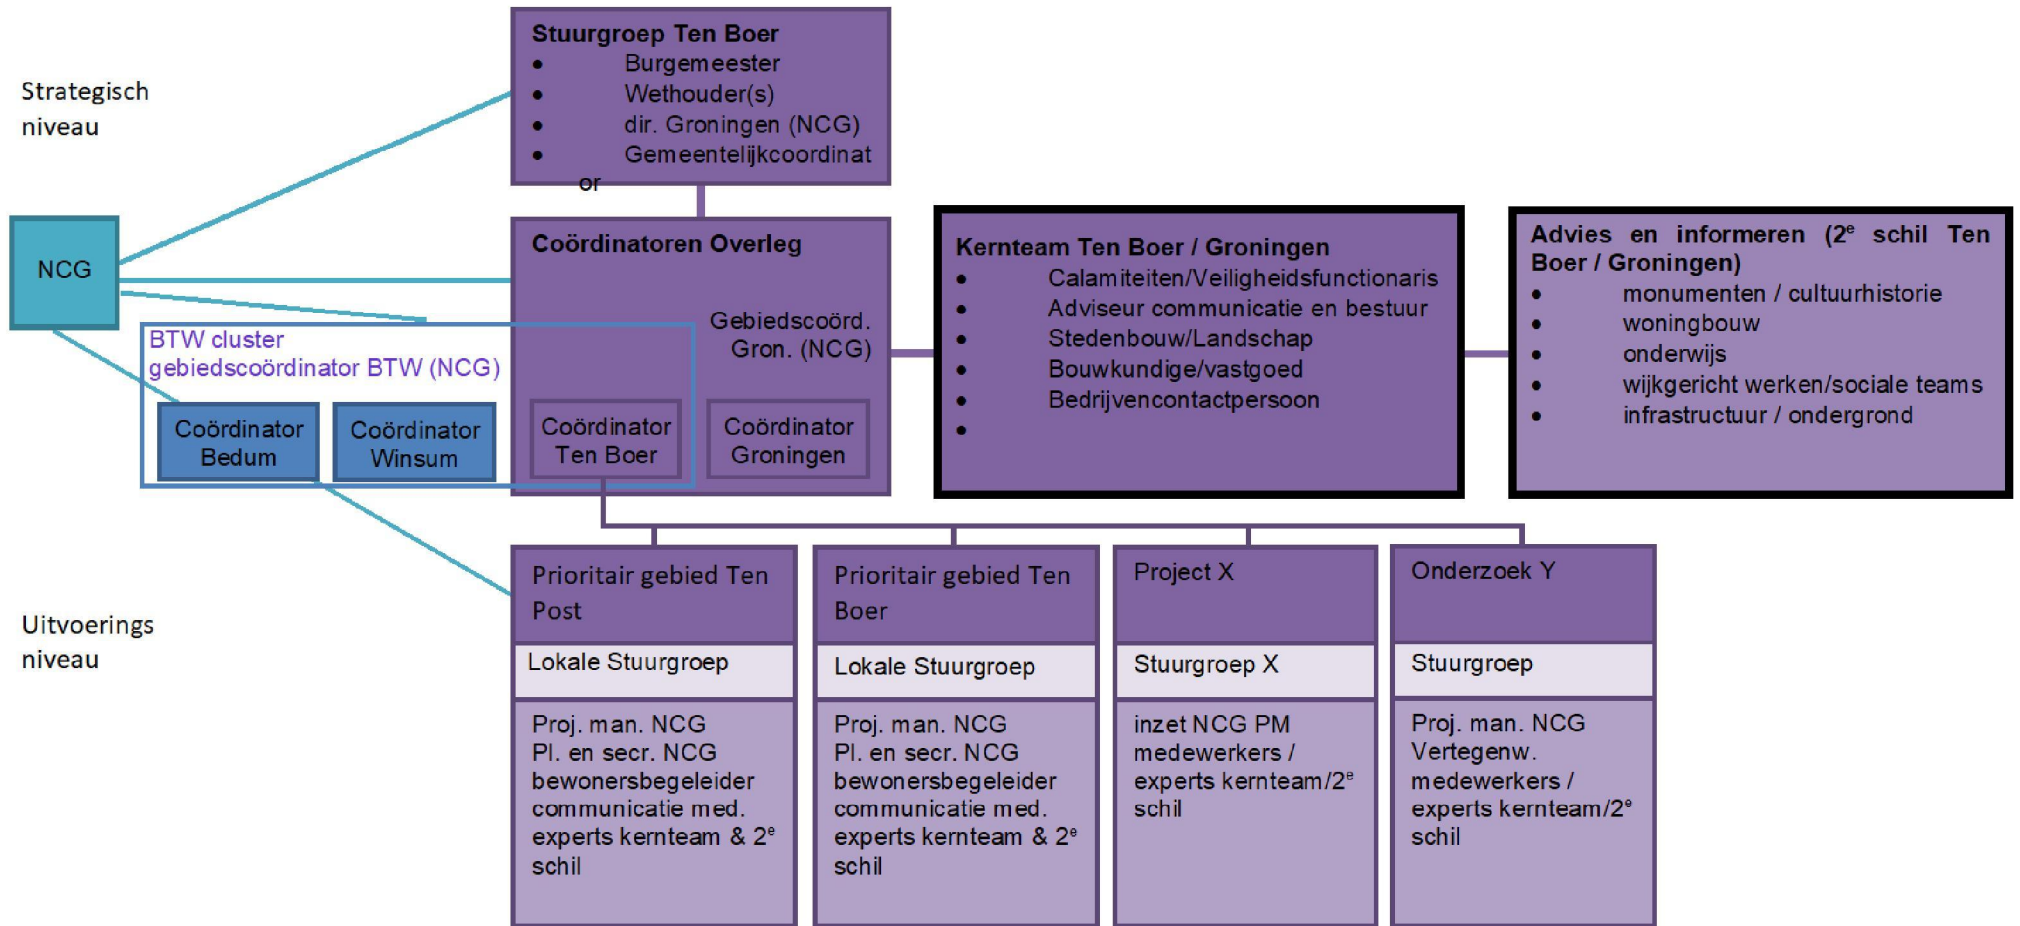 Strategisch
niveau
Stuurgroep Ten Boer
• Burgemeester
• Wethouder(s)
• dir. Groningen (NCG)
• Gemeentelijkcoordinat
or
NCG
Coördinatoren Overleg
Gebiedscoörd.
Gron. (NCG)
BTW cluster
gebiedscoördinator BTW (NCG)
Coördinator
Bedum
Coördinator
Winsum
Coördinator
Ten Boer
Coördinator
Groningen
Kernteam Ten Boer / Groningen
• Calamiteiten/Veiligheidsfunctionaris
• Adviseur communicatie en bestuur
• Stedenbouw/Landschap
• Bouwkundige/vastgoed
• Bedrijvencontactpersoon
•
Advies en informeren (2e schil Ten
Boer / Groningen)
• monumenten / cultuurhistorie
• woningbouw
• onderwijs
• wijkgericht werken/sociale teams
• infrastructuur / ondergrond
Uitvoerings
niveau
Prioritair gebied Ten
Post
Lokale Stuurgroep
Proj. man. NCG
Pl. en secr. NCG
bewonersbegeleider
communicatie med.
experts kernteam & 2e
schil
Prioritair gebied Ten
Boer
Lokale Stuurgroep
Proj. man. NCG
Pl. en secr. NCG
bewonersbegeleider
communicatie med.
experts kernteam & 2e
schil
Project X
Stuurgroep X
inzet NCG PM
medewerkers /
experts kernteam/2e
schil
Onderzoek Y
Stuurgroep
Proj. man. NCG
Vertegenw.
medewerkers /
experts kernteam/2e
schil